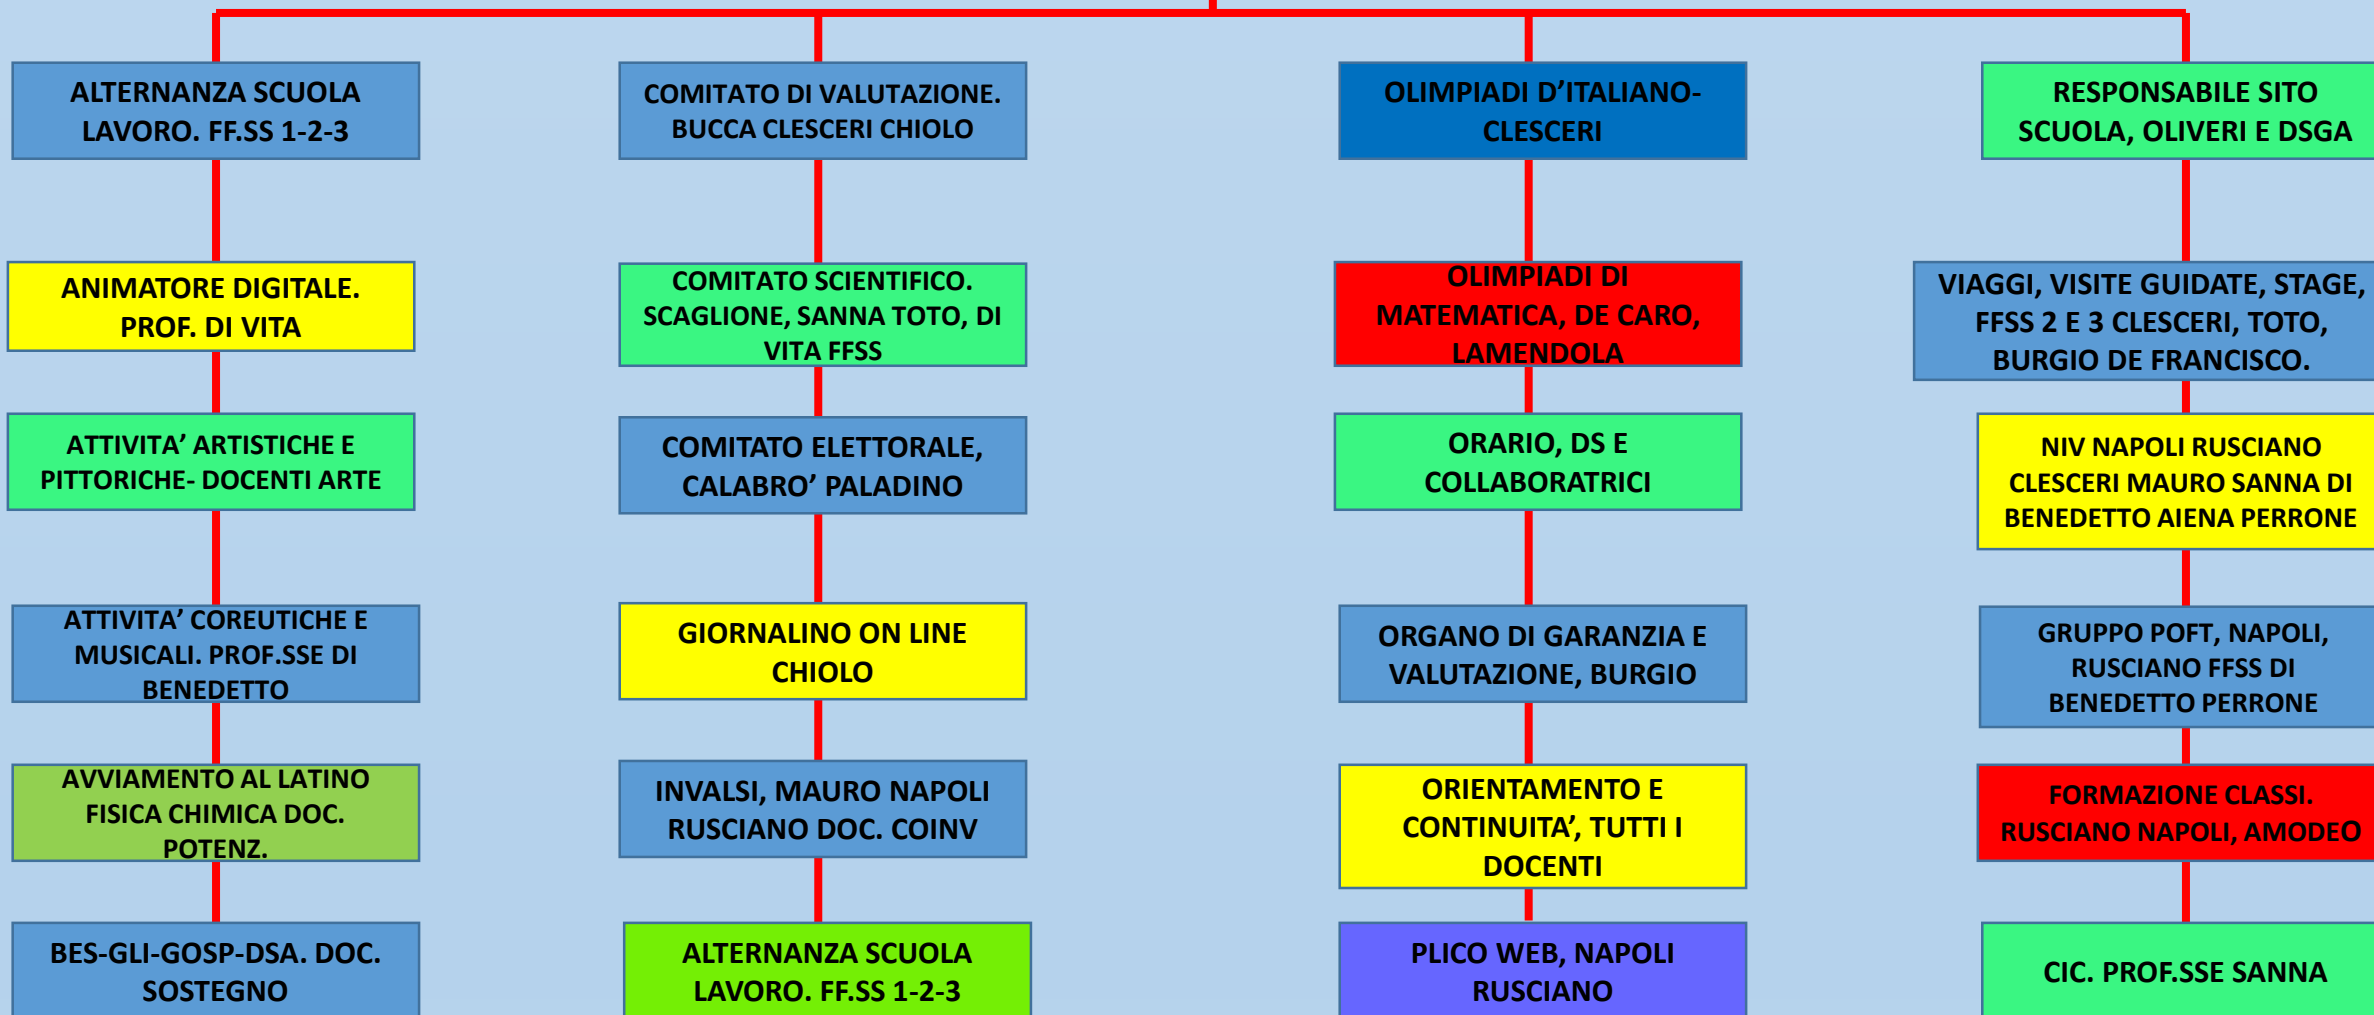 ALTERNANZA SCUOLA
LAVORO. FF.SS 1-2-3
ANIMATORE DIGITALE.
PROF. DI VITA
ATTIVITA’ ARTISTICHE E
PITTORICHE- DOCENTI ARTE
ATTIVITA’ COREUTICHE E
MUSICALI. PROF.SSE DI
BENEDETTO
AVVIAMENTO AL LATINO
FISICA CHIMICA DOC.
POTENZ.
BES-GLI-GOSP-DSA. DOC.
SOSTEGNO
COMITATO DI VALUTAZIONE.
BUCCA CLESCERI CHIOLO
COMITATO SCIENTIFICO.
SCAGLIONE, SANNA TOTO, DI
VITA FFSS
COMITATO ELETTORALE,
CALABRO’ PALADINO
GIORNALINO ON LINE
CHIOLO
INVALSI, MAURO NAPOLI
RUSCIANO DOC. COINV
ALTERNANZA SCUOLA
LAVORO. FF.SS 1-2-3
OLIMPIADI D’ITALIANO-
CLESCERI
OLIMPIADI DI
MATEMATICA, DE CARO,
LAMENDOLA
ORARIO, DS E
COLLABORATRICI
ORGANO DI GARANZIA E
VALUTAZIONE, BURGIO
ORIENTAMENTO E
CONTINUITA’, TUTTI I
DOCENTI
PLICO WEB, NAPOLI
RUSCIANO
RESPONSABILE SITO
SCUOLA, OLIVERI E DSGA
VIAGGI, VISITE GUIDATE, STAGE,
FFSS 2 E 3 CLESCERI, TOTO,
BURGIO DE FRANCISCO.
NIV NAPOLI RUSCIANO
CLESCERI MAURO SANNA DI
BENEDETTO AIENA PERRONE
GRUPPO POFT, NAPOLI,
RUSCIANO FFSS DI
BENEDETTO PERRONE
FORMAZIONE CLASSI.
RUSCIANO NAPOLI, AMODEO
CIC. PROF.SSE SANNA